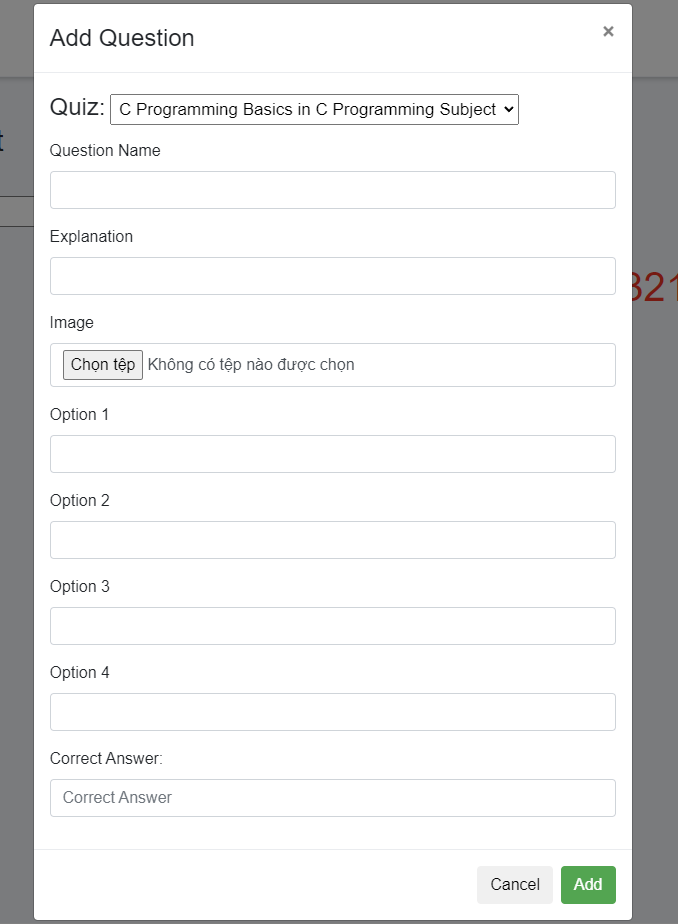 Add Question
×
Quiz: C Programming Basics in C Programming Subject
Question Name
Explanation
Image
Chọn tệp Không có tệp nào được chọn
Option 1
Option 2
Option 3
Option 4
Correct Answer:
Correct Answer
Cancel Add